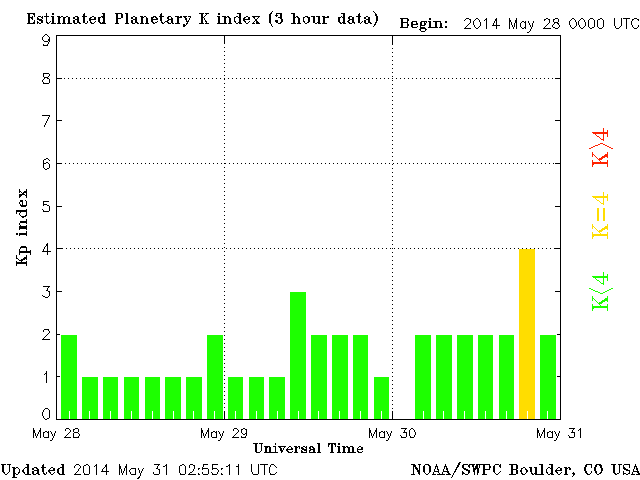 Estimated Planetary K index (3 hour data) Begin: 2014 May 28 0000 UTC
9
8
7
6
5
4
3
2
1
0
Kp index
K>4
K=4
K<4
May 28 May 29 May 30 May 31
Universal Time
Updated 2014 May 31 02:55:11 UTC NOAA/SWPC Boulder, CO USA